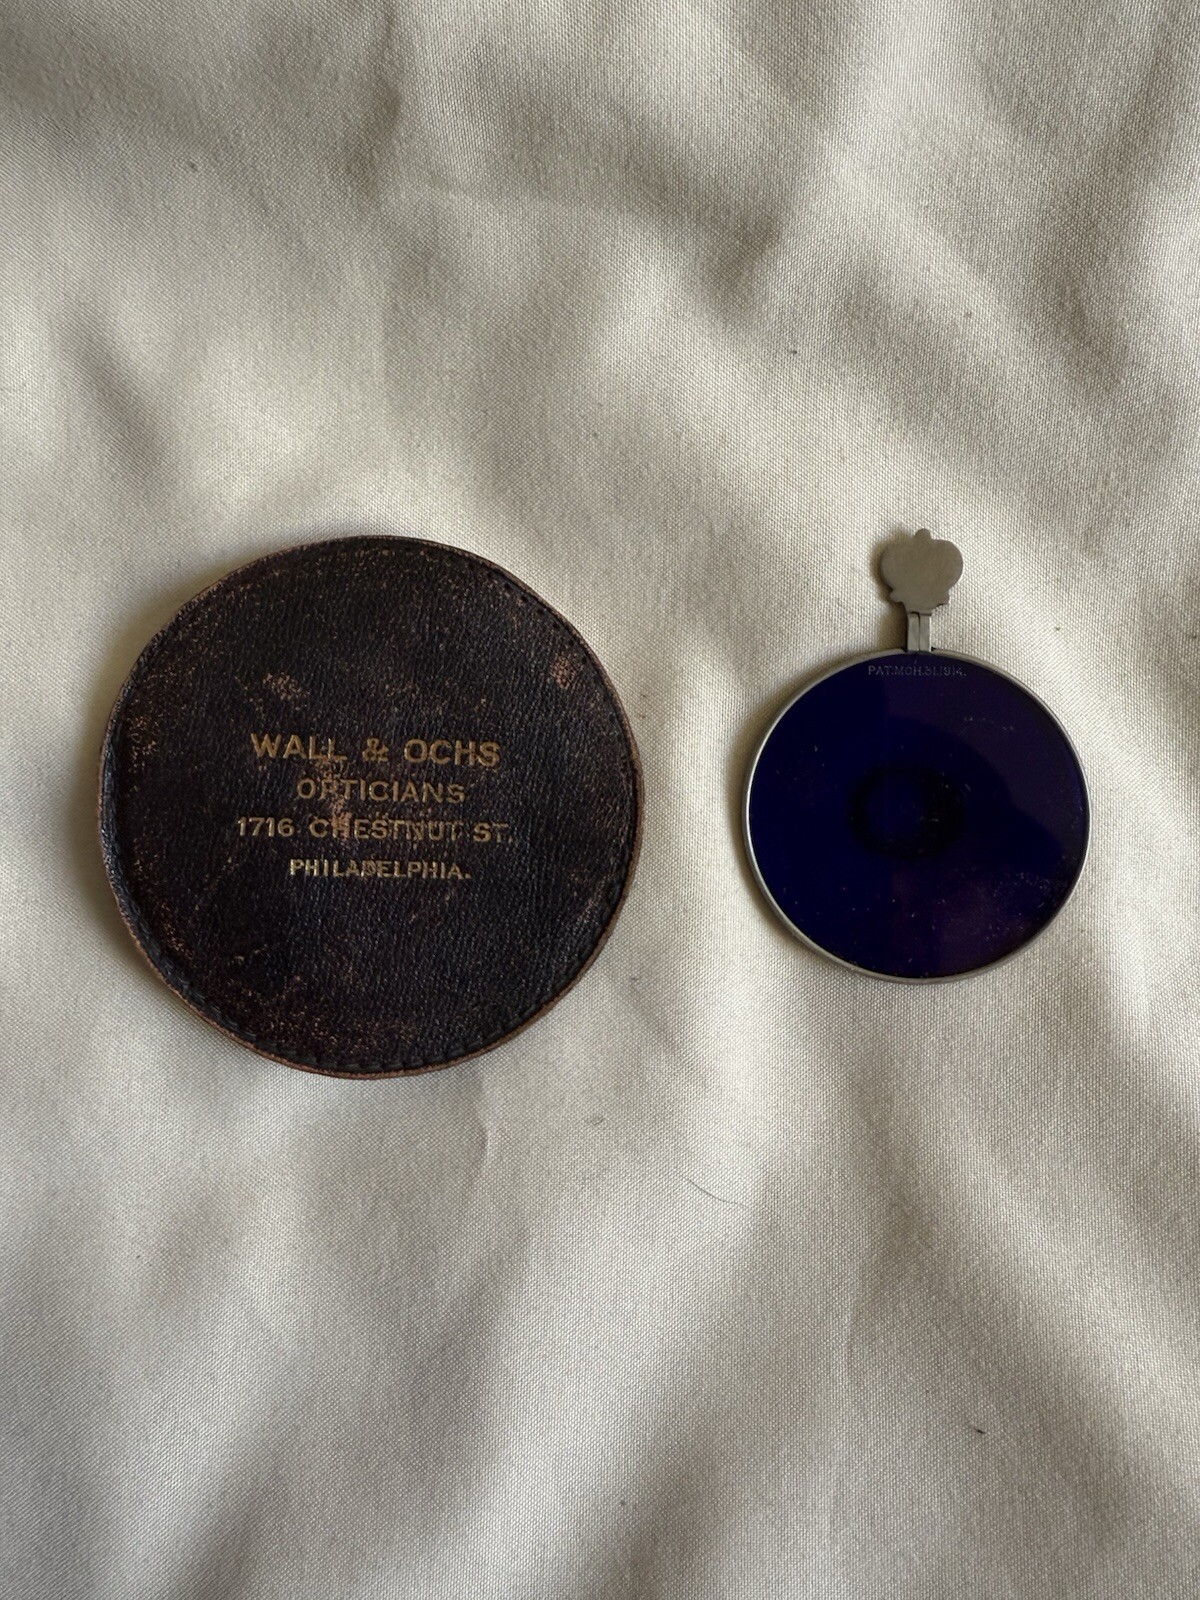 WALL & OCHS
OPTICIANS
1716 CHESTNUT ST.
PHILADELPHIA.
PAT.MCH.31.1914.